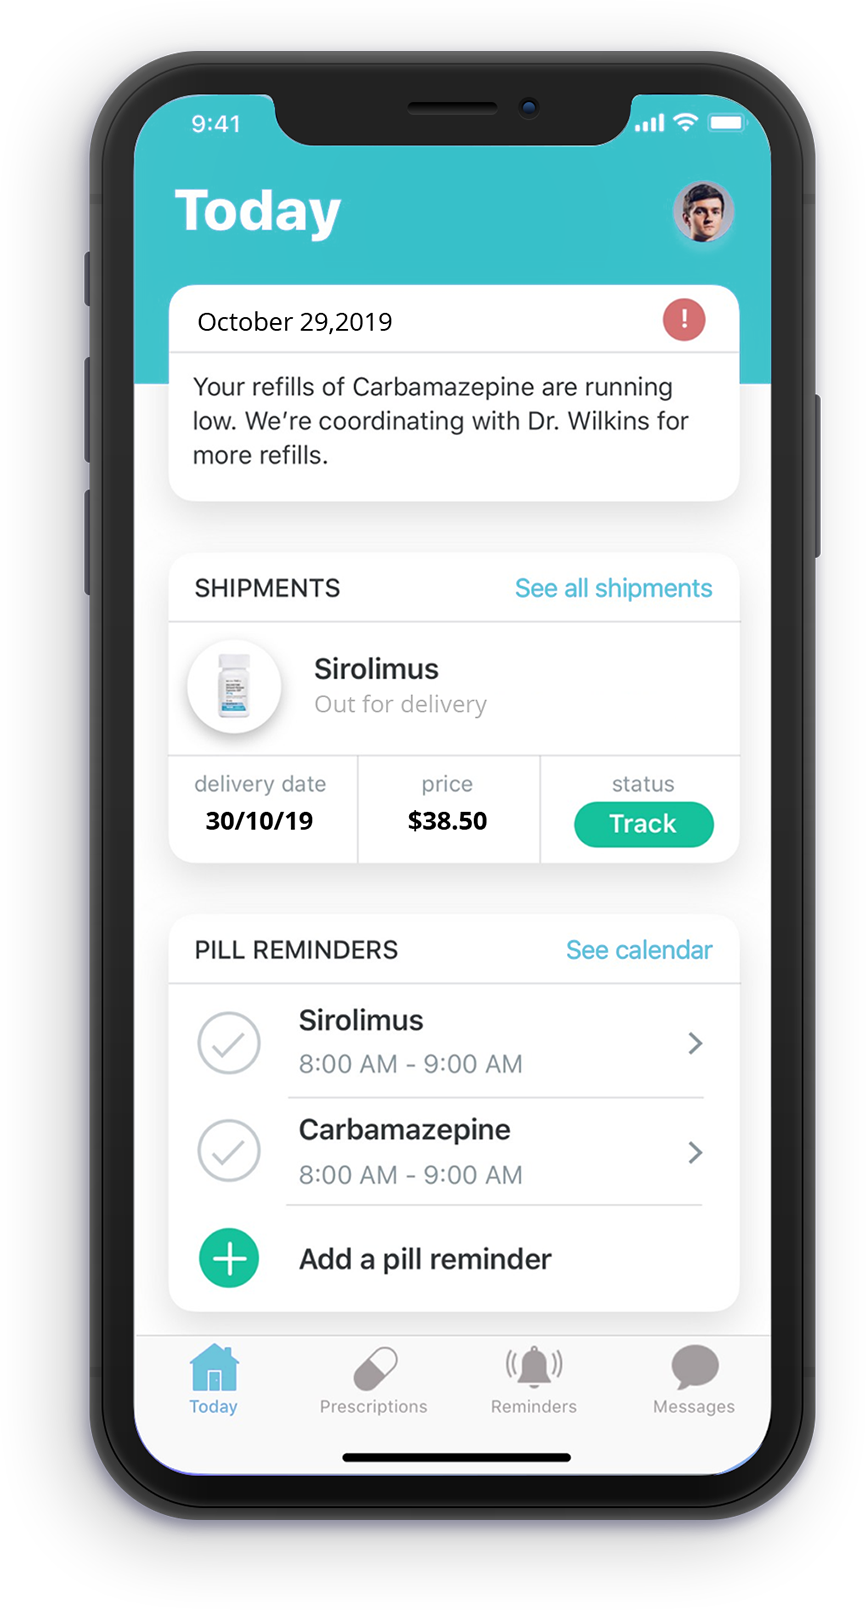 9:41
Today
October 29,2019
!
Your refills of Carbamazepine are running
low. We're coordinating with Dr. Wilkins for
more refills.
SHIPMENTS
See all shipments
Sirolimus
Out for delivery
delivery date
price
status
30/10/19
$38.50
Track
PILL REMINDERS
See calendar
Sirolimus
8:00 AM - 9:00 AM
Carbamazepine
8:00 AM - 9:00 AM
Add a pill reminder
Today
Prescriptions
Reminders
Messages